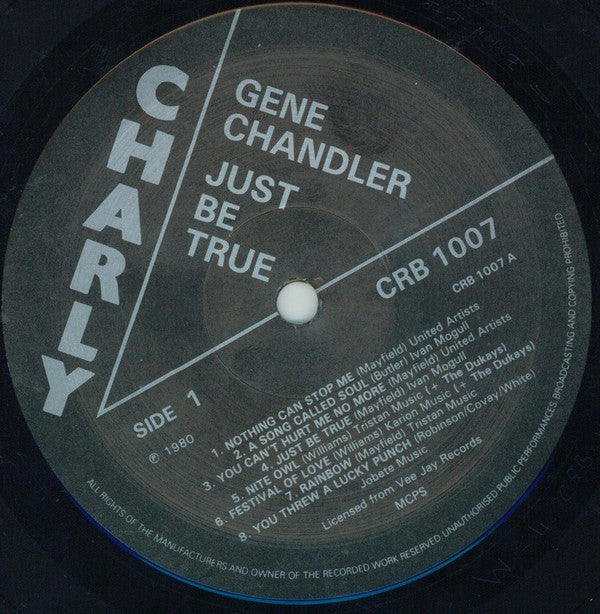 CHARLY
GENE
CHANDLER
JUST
BE
TRUE
CRB 1007
CRB 1007 A
SIDE 1
℗ 1980
1. NOTHING CAN STOP ME (Mayfield) United Artists
2. A SONG CALLED SOUL (Butler) Ivan Mogull
3. YOU CAN'T HURT ME NO MORE (Mayfield) United Artists
4. JUST BE TRUE (Mayfield) Ivan Mogull
5. NITE OWL (Williams) Tristan Music (+ The Dukays)
6. FESTIVAL OF LOVE (Williams) Karion Music (+ The Dukays)
7. RAINBOW (Mayfield) Tristan Music
8. YOU THREW A LUCKY PUNCH (Robinson/Covay/White)
Jobete Music
Licensed from Vee Jay Records
MCPS
ALL RIGHTS OF THE MANUFACTURERS AND OWNER OF THE RECORDED WORK RESERVED UNAUTHORISED PUBLIC PERFORMANCES, BROADCASTING AND COPYING PROHIBITED